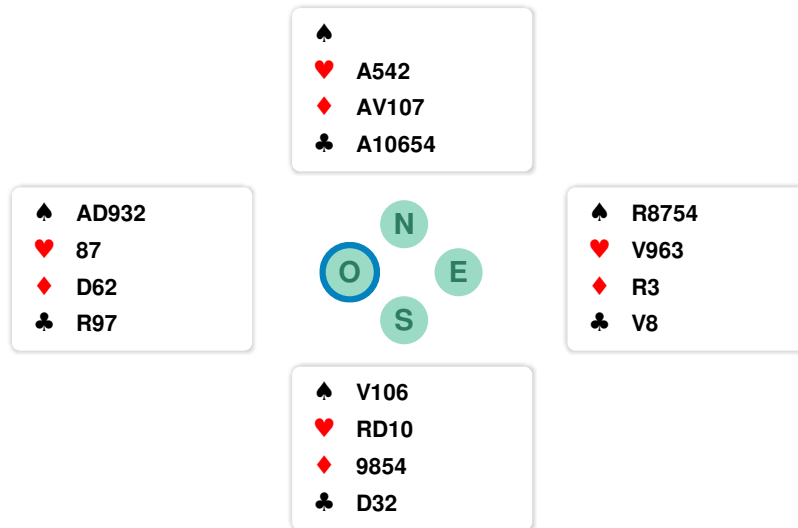 ♠
♥ A542
♦ AV107
♣ A10654
♠ AD932
♥ 87
♦ D62
♣ R97
N
O E
S
♠ R8754
♥ V963
♦ R3
♣ V8
♠ V106
♥ RD10
♦ 9854
♣ D32